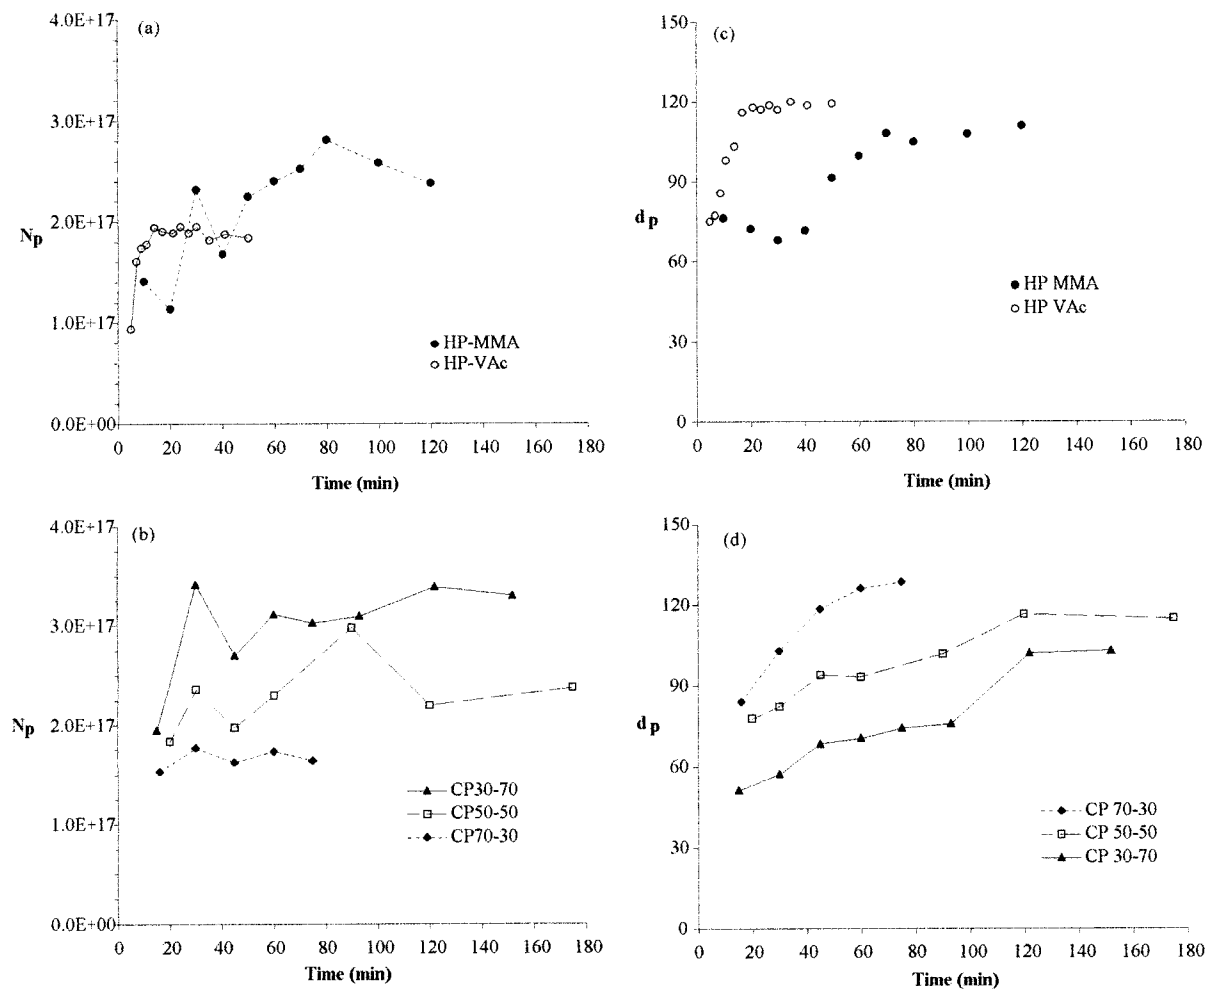 (a)
4.0E+17
3.0E+17
2.0E+17
1.0E+17
0.0E+00
Np
0 20 40 60 80 100 120 140 160 180
Time (min)
HP-MMA
HP-VAc
(c)
150
120
90
60
30
0
dp
0 20 40 60 80 100 120 140 160 180
Time (min)
HP MMA
HP VAc
(b)
4.0E+17
3.0E+17
2.0E+17
1.0E+17
0.0E+00
Np
0 20 40 60 80 100 120 140 160 180
Time (min)
CP30-70
CP50-50
CP70-30
(d)
150
120
90
60
30
0
dp
0 20 40 60 80 100 120 140 160 180
Time (min)
CP 70-30
CP 50-50
CP 30-70